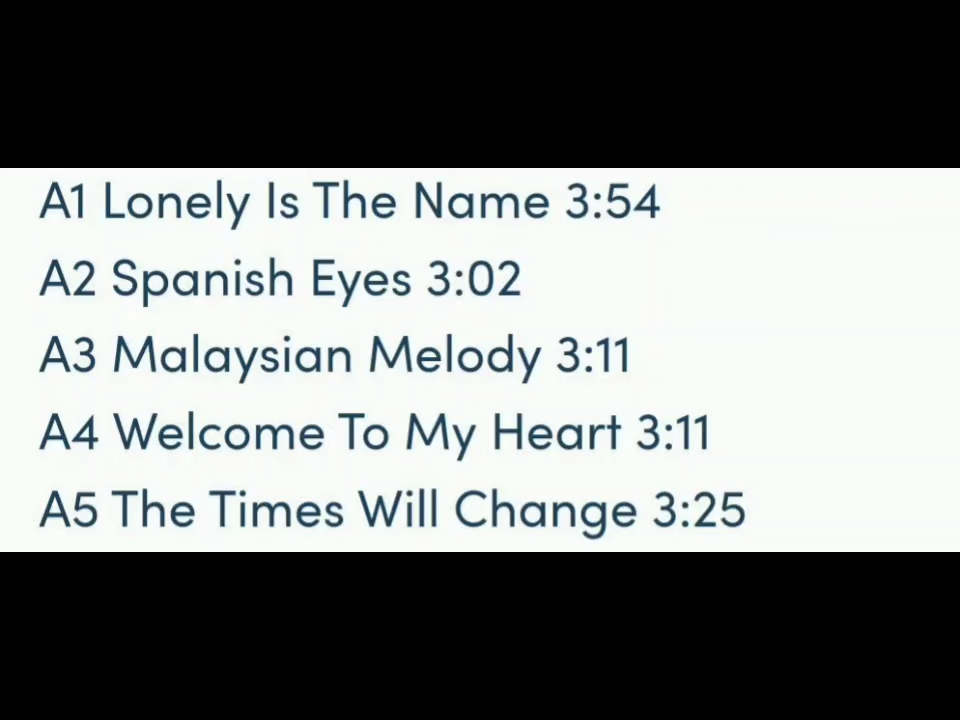 A1 Lonely Is The Name 3:54
A2 Spanish Eyes 3:02
A3 Malaysian Melody 3:11
A4 Welcome To My Heart 3:11
A5 The Times Will Change 3:25